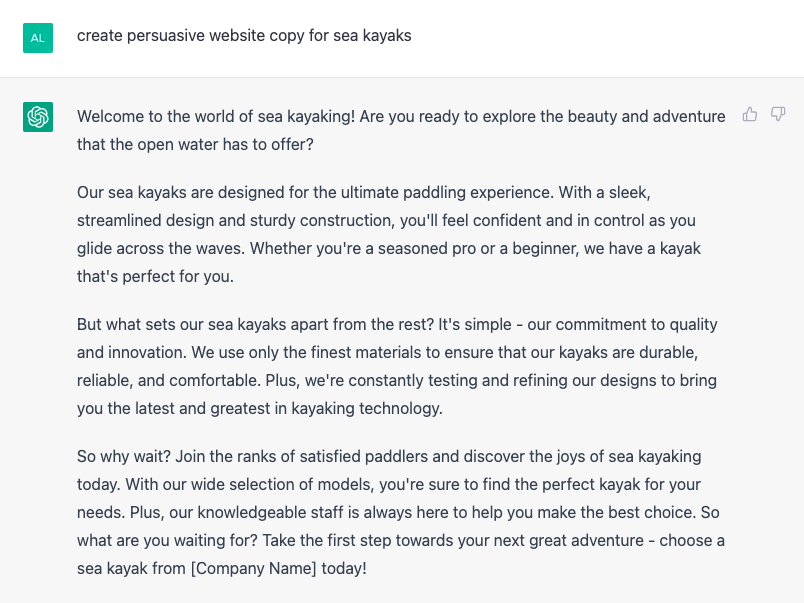 AL
create persuasive website copy for sea kayaks
Welcome to the world of sea kayaking! Are you ready to explore the beauty and adventure
that the open water has to offer?
Our sea kayaks are designed for the ultimate paddling experience. With a sleek,
streamlined design and sturdy construction, you'll feel confident and in control as you
glide across the waves. Whether you're a seasoned pro or a beginner, we have a kayak
that's perfect for you.
But what sets our sea kayaks apart from the rest? It's simple - our commitment to quality
and innovation. We use only the finest materials to ensure that our kayaks are durable,
reliable, and comfortable. Plus, we're constantly testing and refining our designs to bring
you the latest and greatest in kayaking technology.
So why wait? Join the ranks of satisfied paddlers and discover the joys of sea kayaking
today. With our wide selection of models, you're sure to find the perfect kayak for your
needs. Plus, our knowledgeable staff is always here to help you make the best choice. So
what are you waiting for? Take the first step towards your next great adventure - choose a
sea kayak from [Company Name] today!